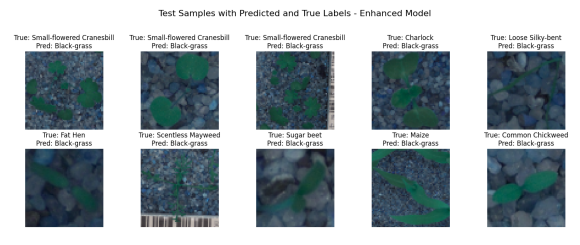 Test Samples with Predicted and True Labels - Enhanced Model
True: Small-flowered Cranesbill
Pred: Black-grass
True: Small-flowered Cranesbill
Pred: Black-grass
True: Small-flowered Cranesbill
Pred: Black-grass
True: Charlock
Pred: Black-grass
True: Loose Silky-bent
Pred: Black-grass
True: Fat Hen
Pred: Black-grass
True: Scentless Mayweed
Pred: Black-grass
True: Sugar beet
Pred: Black-grass
True: Maize
Pred: Black-grass
True: Common Chickweed
Pred: Black-grass